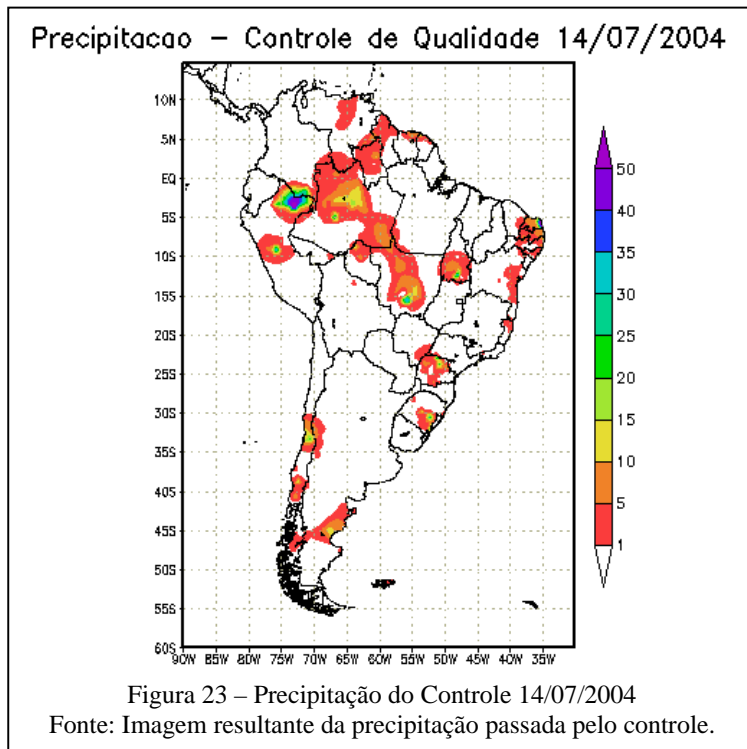 Precipitacao – Controle de Qualidade 14/07/2004
10N
5N
EQ
5S
10S
15S
20S
25S
30S
35S
40S
45S
50S
55S
60S
90W 85W 80W 75W 70W 65W 60W 55W 50W 45W 40W 35W
50
40
35
30
25
20
15
10
5
1
Figura 23 – Precipitação do Controle 14/07/2004
Fonte: Imagem resultante da precipitação passada pelo controle.